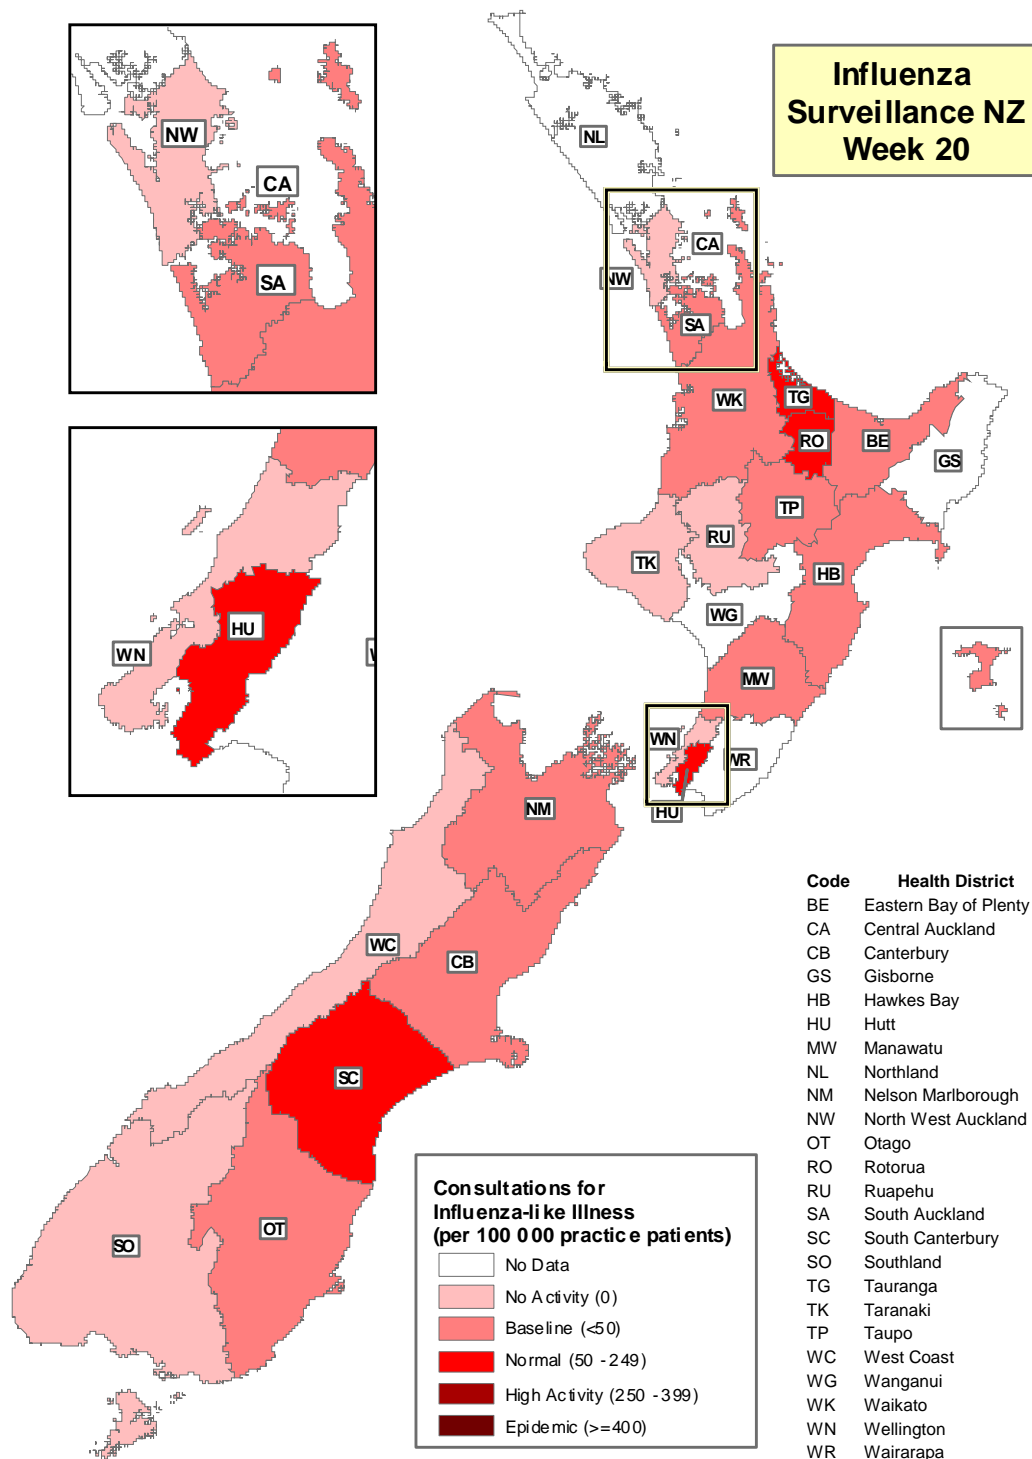 Influenza
Surveillance NZ
Week 20
NW
CA
SA
NL
CA
NW
SA
WK
TG
RO
BE
GS
TP
RU
TK
HB
WG
MW
HU
WN
WN
WR
HU
NM
WC
CB
SC
OT
SO
Consultations for
Influenza-like Illness
(per 100 000 practice patients)
No Data
No Activity (0)
Baseline (<50)
Normal (50 - 249)
High Activity (250 - 399)
Epidemic (>=400)
Code Health District
BE Eastern Bay of Plenty
CA Central Auckland
CB Canterbury
GS Gisborne
HB Hawkes Bay
HU Hutt
MW Manawatu
NL Northland
NM Nelson Marlborough
NW North West Auckland
OT Otago
RO Rotorua
RU Ruapehu
SA South Auckland
SC South Canterbury
SO Southland
TG Tauranga
TK Taranaki
TP Taupo
WC West Coast
WG Wanganui
WK Waikato
WN Wellington
WR Wairarapa